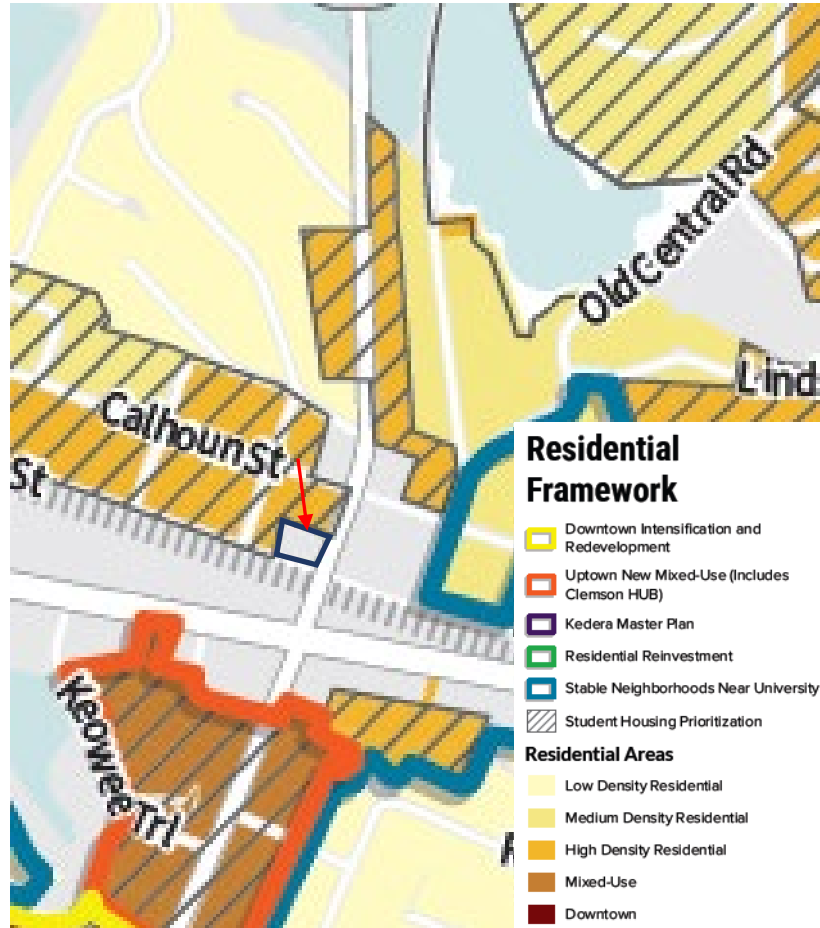 Old Central Rd
Lind
Calhoun St
St
Keowee Trl
Residential
Framework
Downtown Intensification and
Redevelopment
Uptown New Mixed-Use (Includes
Clemson HUB)
Kedera Master Plan
Residential Reinvestment
Stable Neighborhoods Near University
Student Housing Prioritization
Residential Areas
Low Density Residential
Medium Density Residential
High Density Residential
Mixed-Use
Downtown